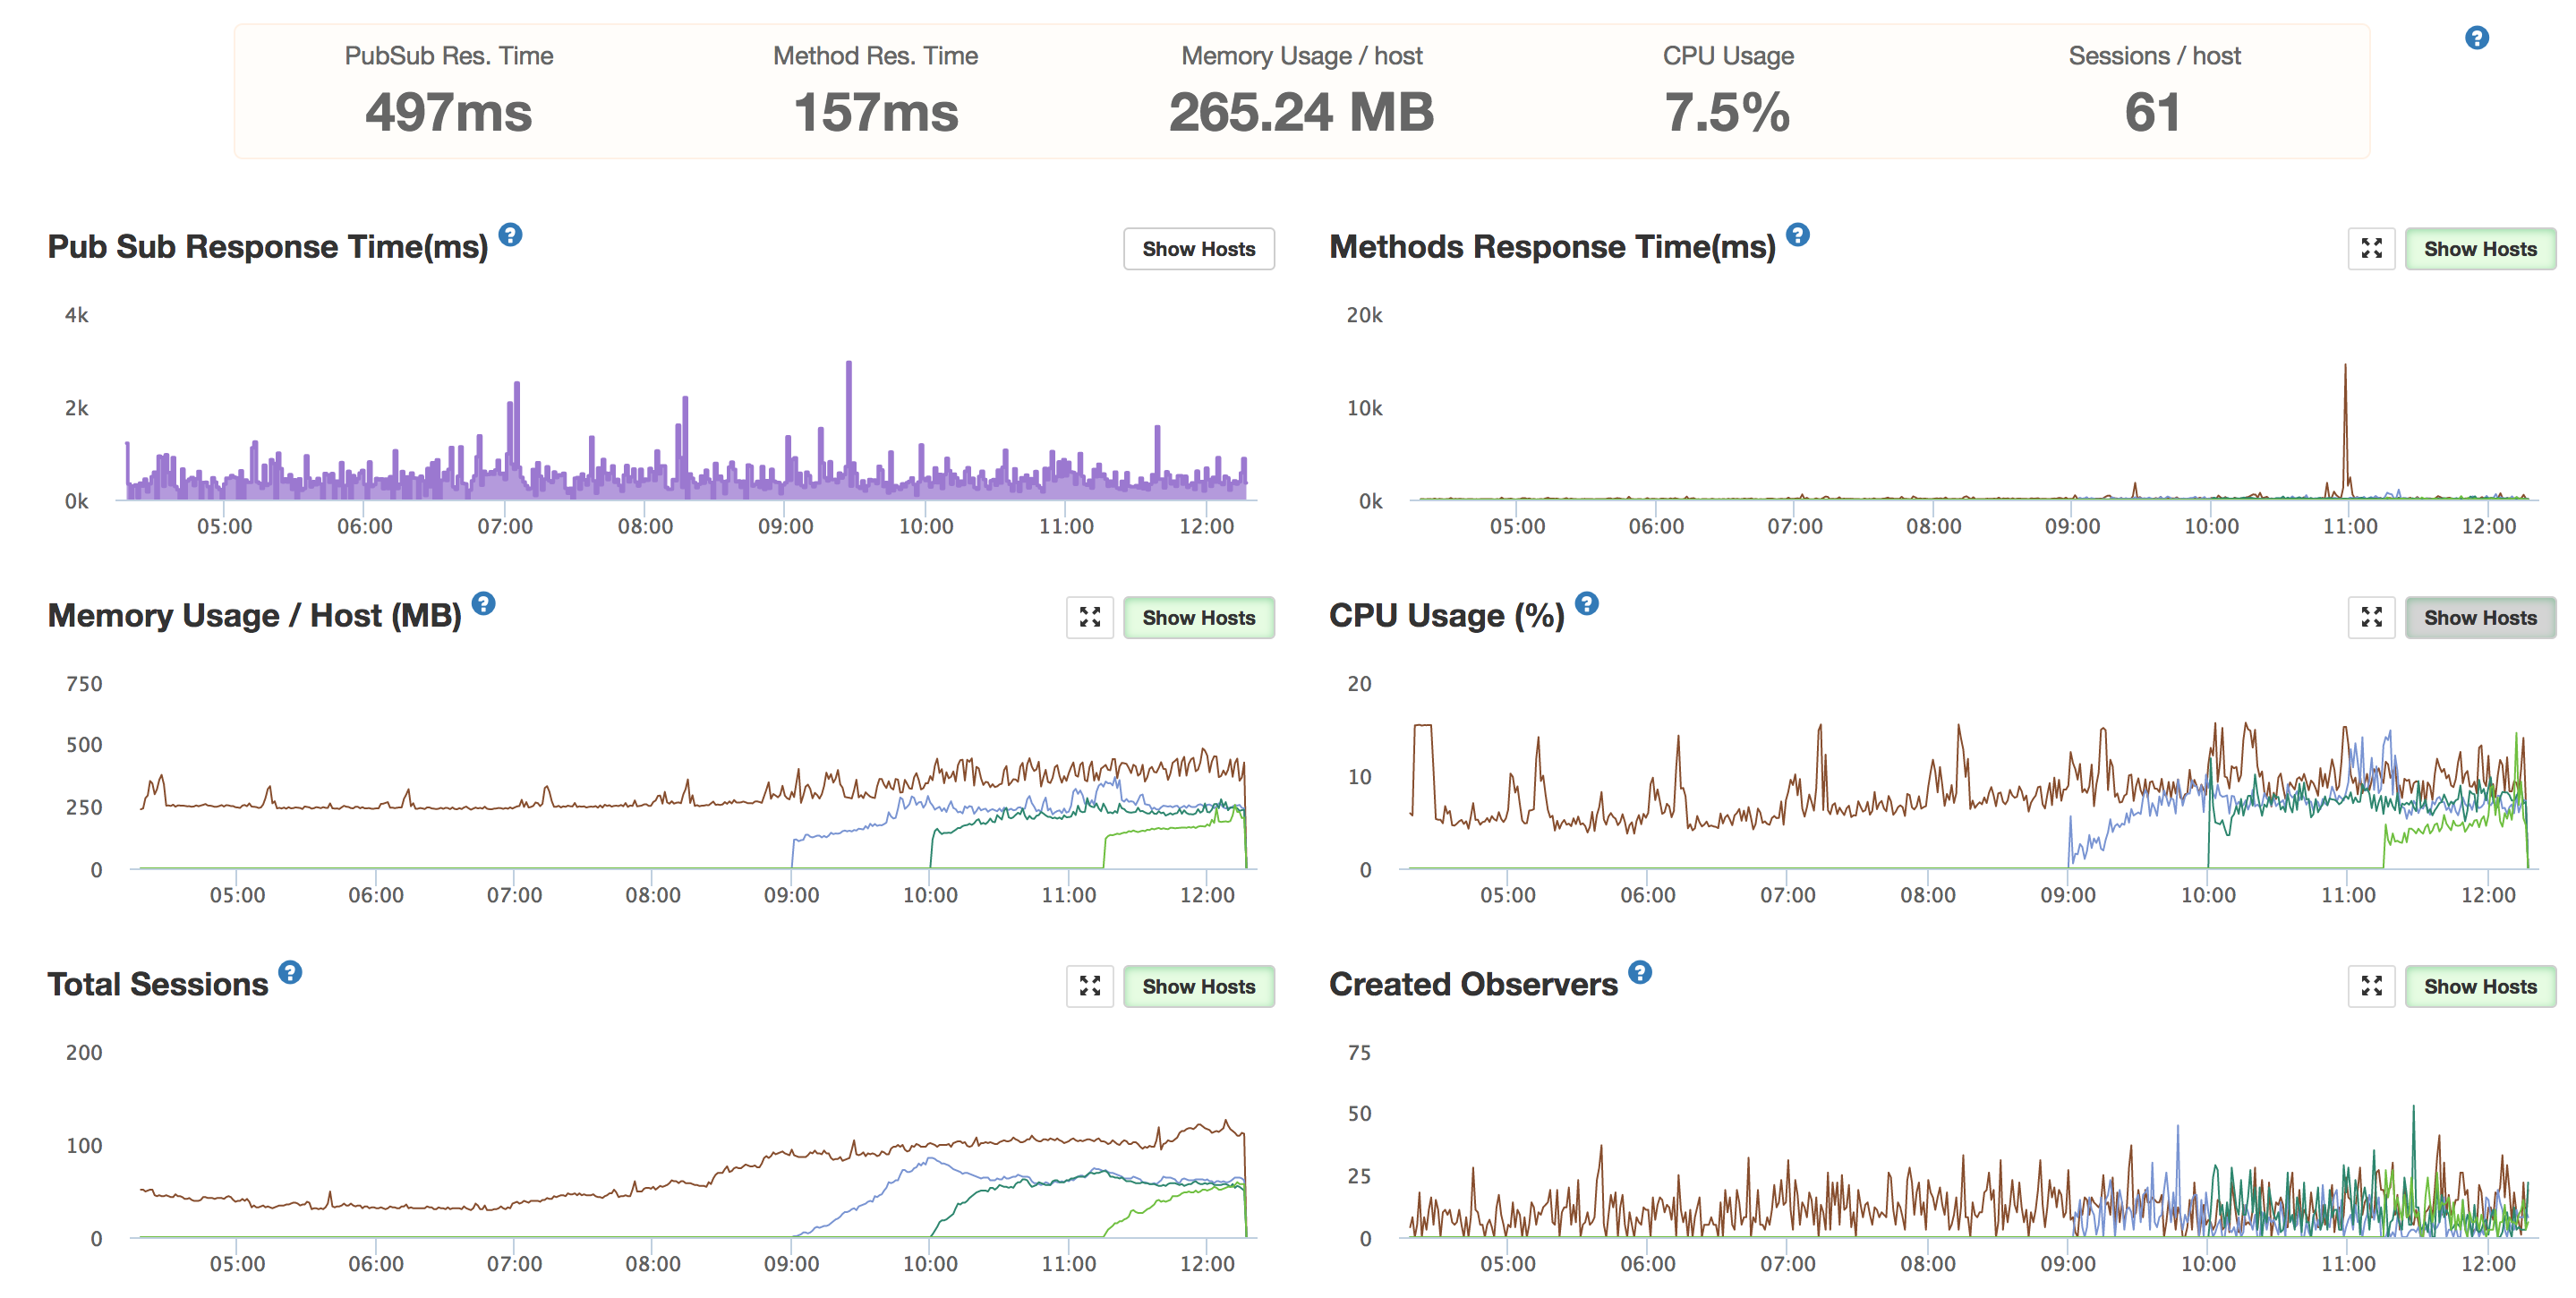 PubSub Res. Time Method Res. Time Memory Usage / host CPU Usage Sessions / host ?
497ms 157ms 265.24 MB 7.5% 61
Pub Sub Response Time(ms) ? Show Hosts
4k
2k
0k
05:00 06:00 07:00 08:00 09:00 10:00 11:00 12:00
Methods Response Time(ms) ? Show Hosts
20k
10k
0k
05:00 06:00 07:00 08:00 09:00 10:00 11:00 12:00
Memory Usage / Host (MB) ? Show Hosts
750
500
250
0
05:00 06:00 07:00 08:00 09:00 10:00 11:00 12:00
CPU Usage (%) ? Show Hosts
20
10
0
05:00 06:00 07:00 08:00 09:00 10:00 11:00 12:00
Total Sessions ? Show Hosts
200
100
0
05:00 06:00 07:00 08:00 09:00 10:00 11:00 12:00
Created Observers ? Show Hosts
75
50
25
0
05:00 06:00 07:00 08:00 09:00 10:00 11:00 12:00